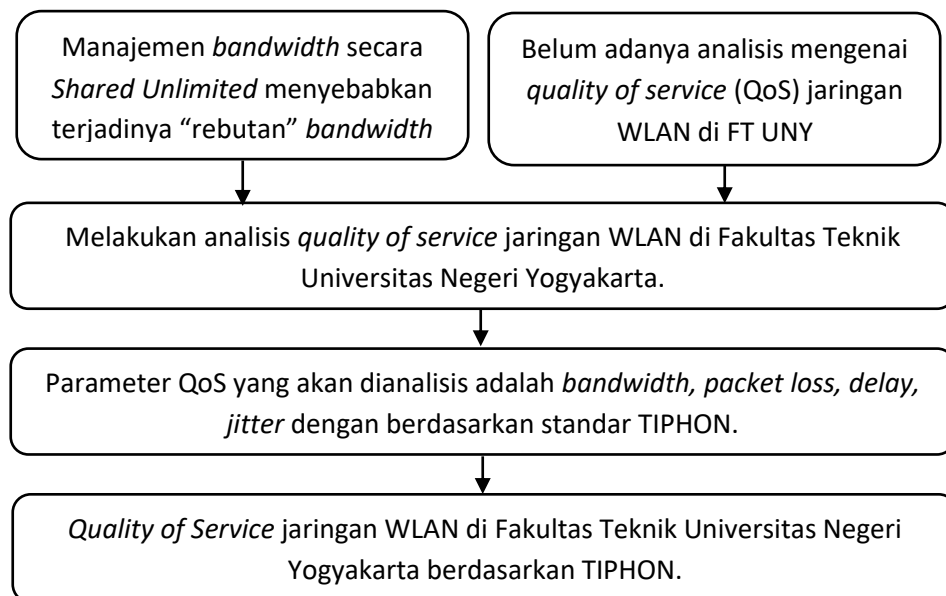 Manajemen bandwidth secara
Shared Unlimited menyebabkan
terjadinya “rebutan” bandwidth
Belum adanya analisis mengenai
quality of service (QoS) jaringan
WLAN di FT UNY
Melakukan analisis quality of service jaringan WLAN di Fakultas Teknik
Universitas Negeri Yogyakarta.
Parameter QoS yang akan dianalisis adalah bandwidth, packet loss, delay,
jitter dengan berdasarkan standar TIPHON.
Quality of Service jaringan WLAN di Fakultas Teknik Universitas Negeri
Yogyakarta berdasarkan TIPHON.